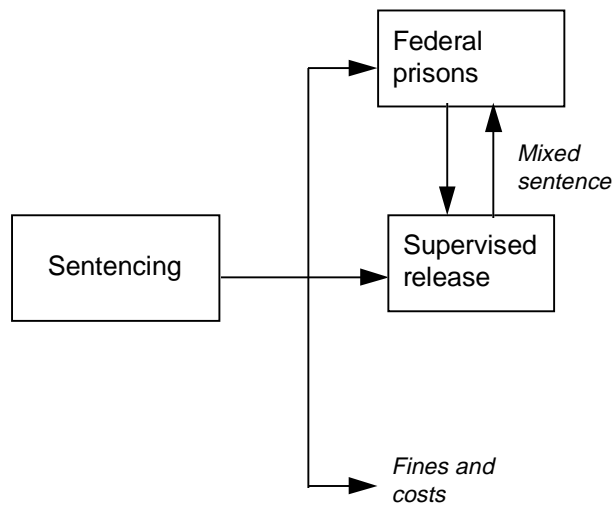 Federal
prisons
Mixed
sentence
Sentencing
Supervised
release
Fines and
costs